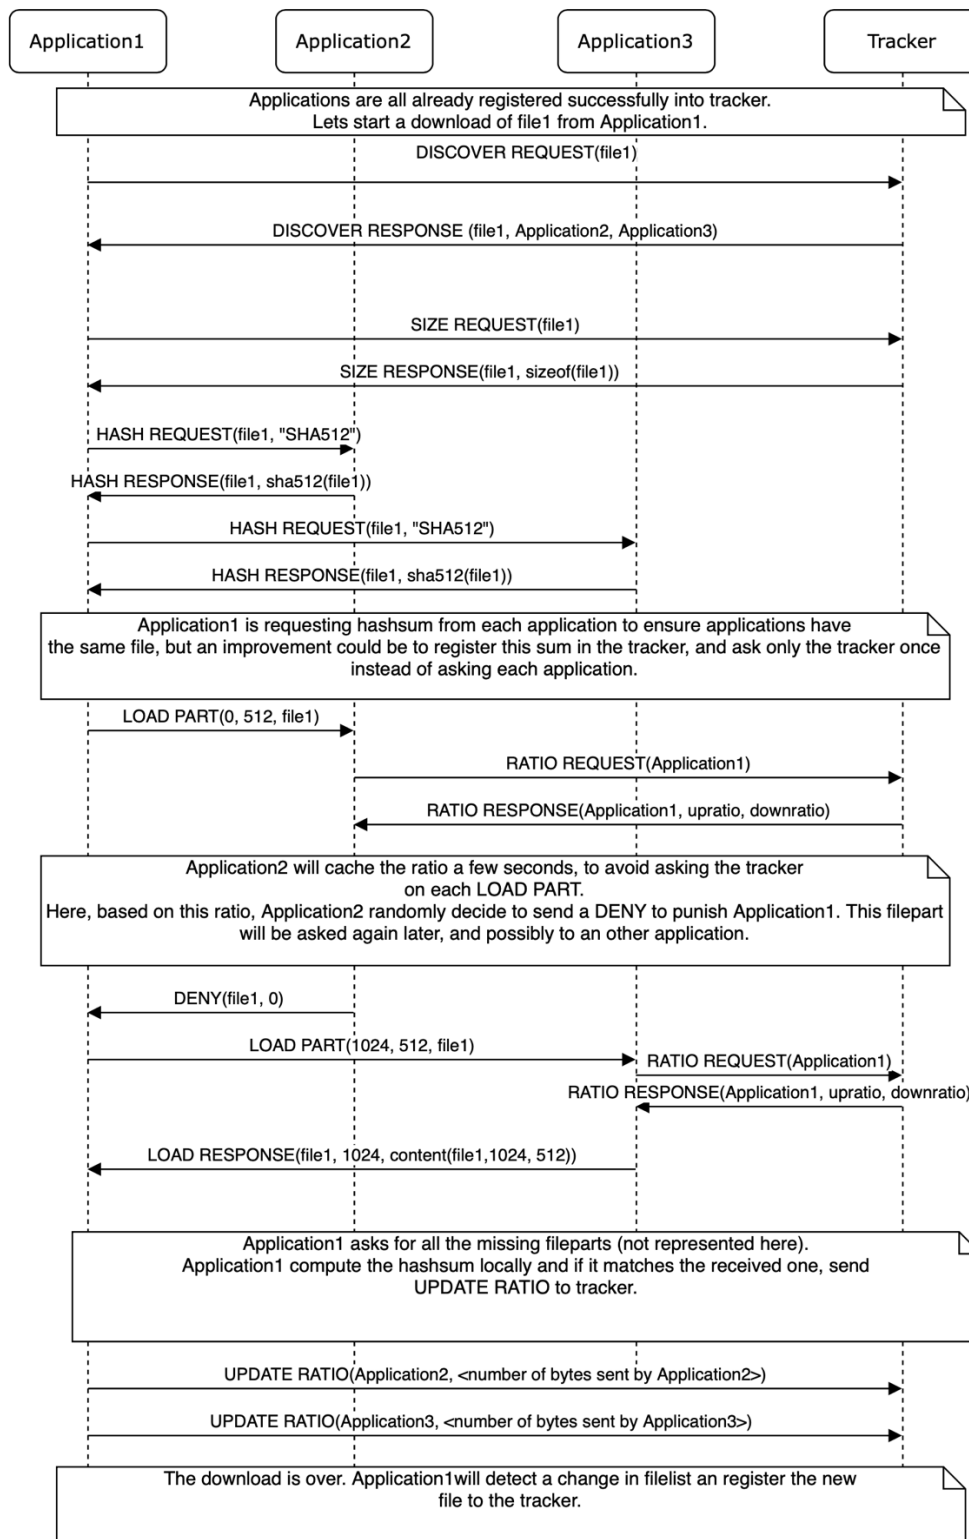 Application1
Application2
Application3
Tracker
Applications are all already registered successfully into tracker.
Lets start a download of file1 from Application1.
DISCOVER REQUEST(file1)
DISCOVER RESPONSE (file1, Application2, Application3)
SIZE REQUEST(file1)
SIZE RESPONSE(file1, sizeof(file1))
HASH REQUEST(file1, "SHA512")
HASH RESPONSE(file1, sha512(file1))
HASH REQUEST(file1, "SHA512")
HASH RESPONSE(file1, sha512(file1))
Application1 is requesting hashsum from each application to ensure applications have
the same file, but an improvement could be to register this sum in the tracker, and ask only the tracker once
instead of asking each application.
LOAD PART(0, 512, file1)
RATIO REQUEST(Application1)
RATIO RESPONSE(Application1, upratio, downratio)
Application2 will cache the ratio a few seconds, to avoid asking the tracker
on each LOAD PART.
Here, based on this ratio, Application2 randomly decide to send a DENY to punish Application1. This filepart
will be asked again later, and possibly to an other application.
DENY(file1, 0)
LOAD PART(1024, 512, file1)
RATIO REQUEST(Application1)
RATIO RESPONSE(Application1, upratio, downratio)
LOAD RESPONSE(file1, 1024, content(file1,1024, 512))
Application1 asks for all the missing fileparts (not represented here).
Application1 compute the hashsum locally and if it matches the received one, send
UPDATE RATIO to tracker.
UPDATE RATIO(Application2, <number of bytes sent by Application2>)
UPDATE RATIO(Application3, <number of bytes sent by Application3>)
The download is over. Application1will detect a change in filelist an register the new
file to the tracker.